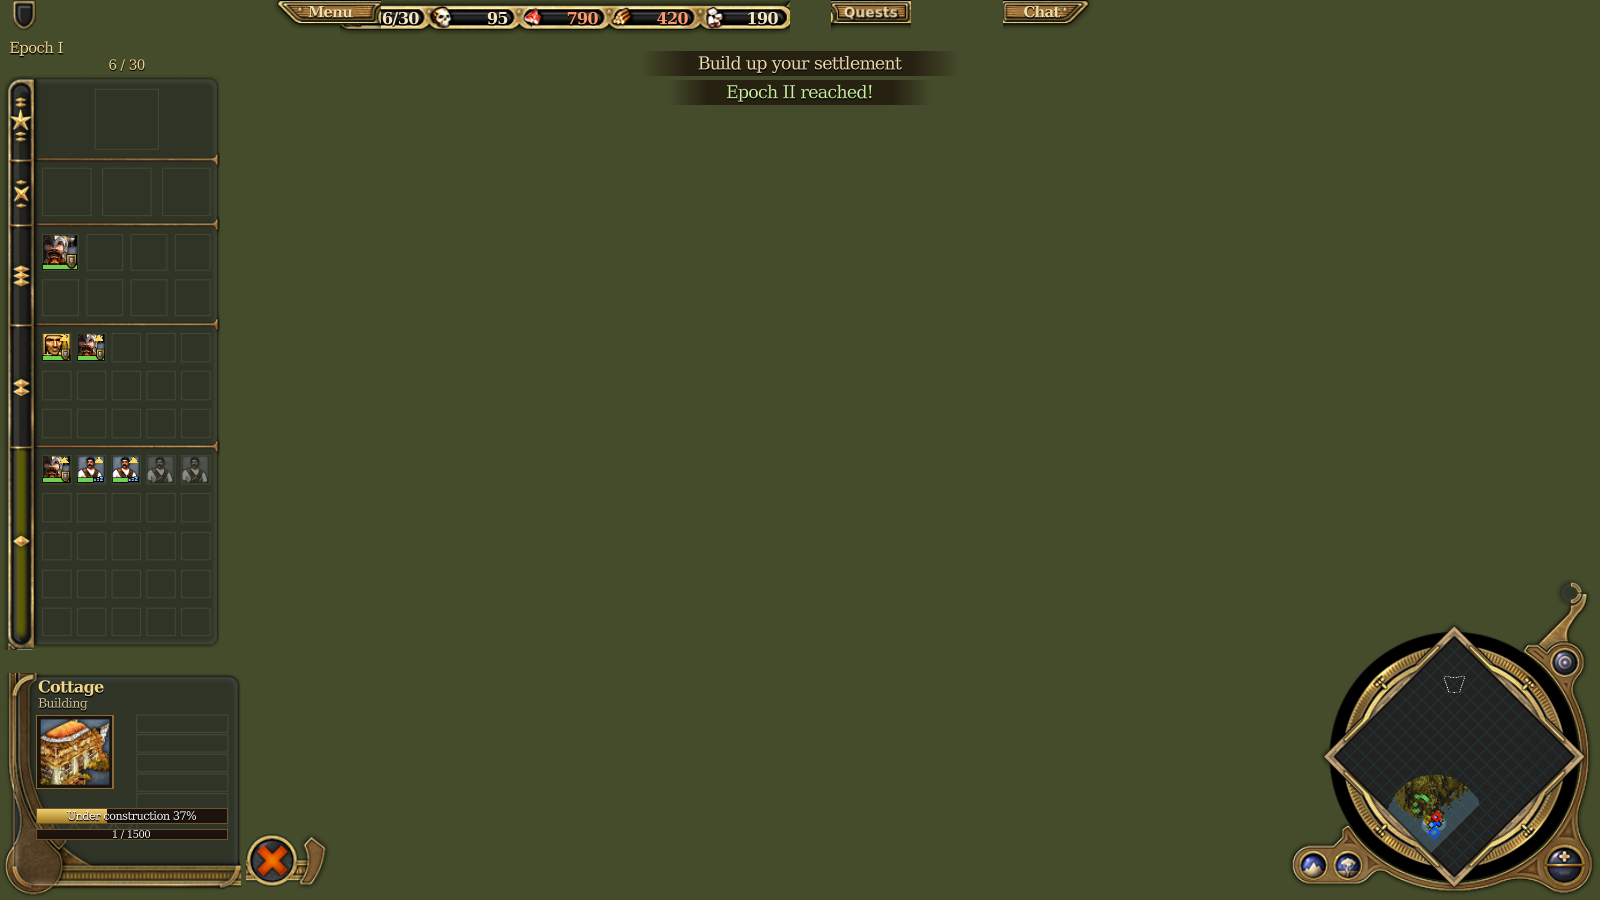 Menu
6/30
95
790
420
190
Quests
Chat
Epoch I
6 / 30
Build up your settlement
Epoch II reached!
Cottage
Building
Under construction 37%
1 / 1500